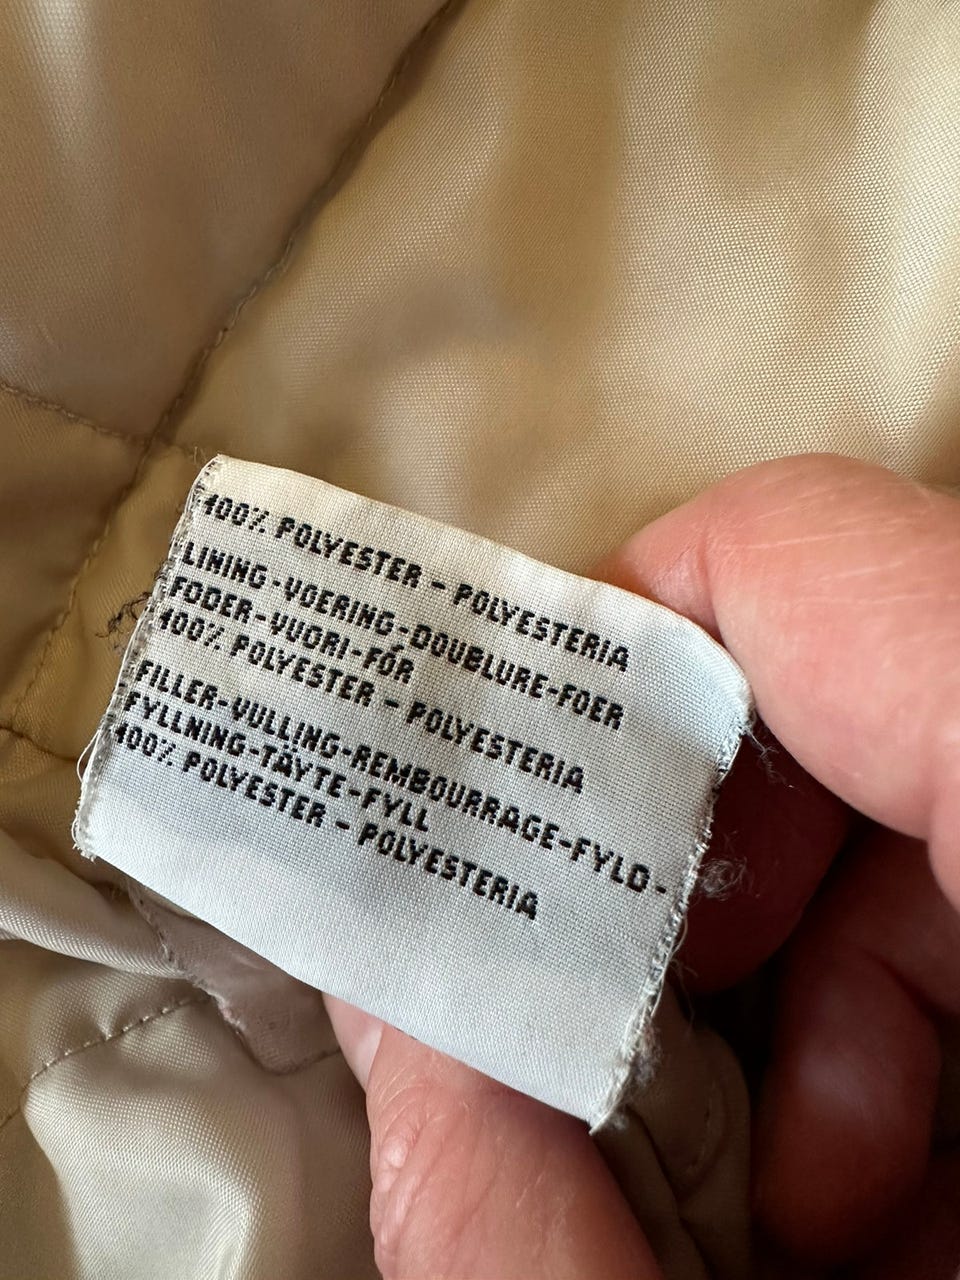 100% POLYESTER - POLYESTERIA
LINING-VOERING-DOUBLURE-FOER
FODER-VUORI-FÓR
100% POLYESTER - POLYESTERIA
FILLER-VULLING-REMBOURRAGE-FYLD-
FYLLNING-TÄYTE-FYLL
100% POLYESTER - POLYESTERIA